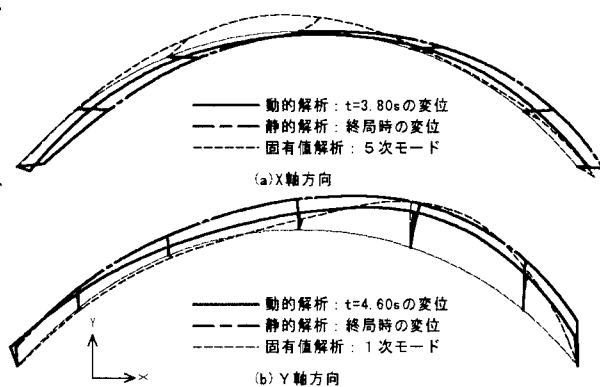 動的解析：t=3.80sの変位
静的解析：終局時の変位
固有値解析：５次モード
(a)X軸方向
動的解析：t=4.60sの変位
静的解析：終局時の変位
固有値解析：１次モード
Y
X
(b)Ｙ軸方向